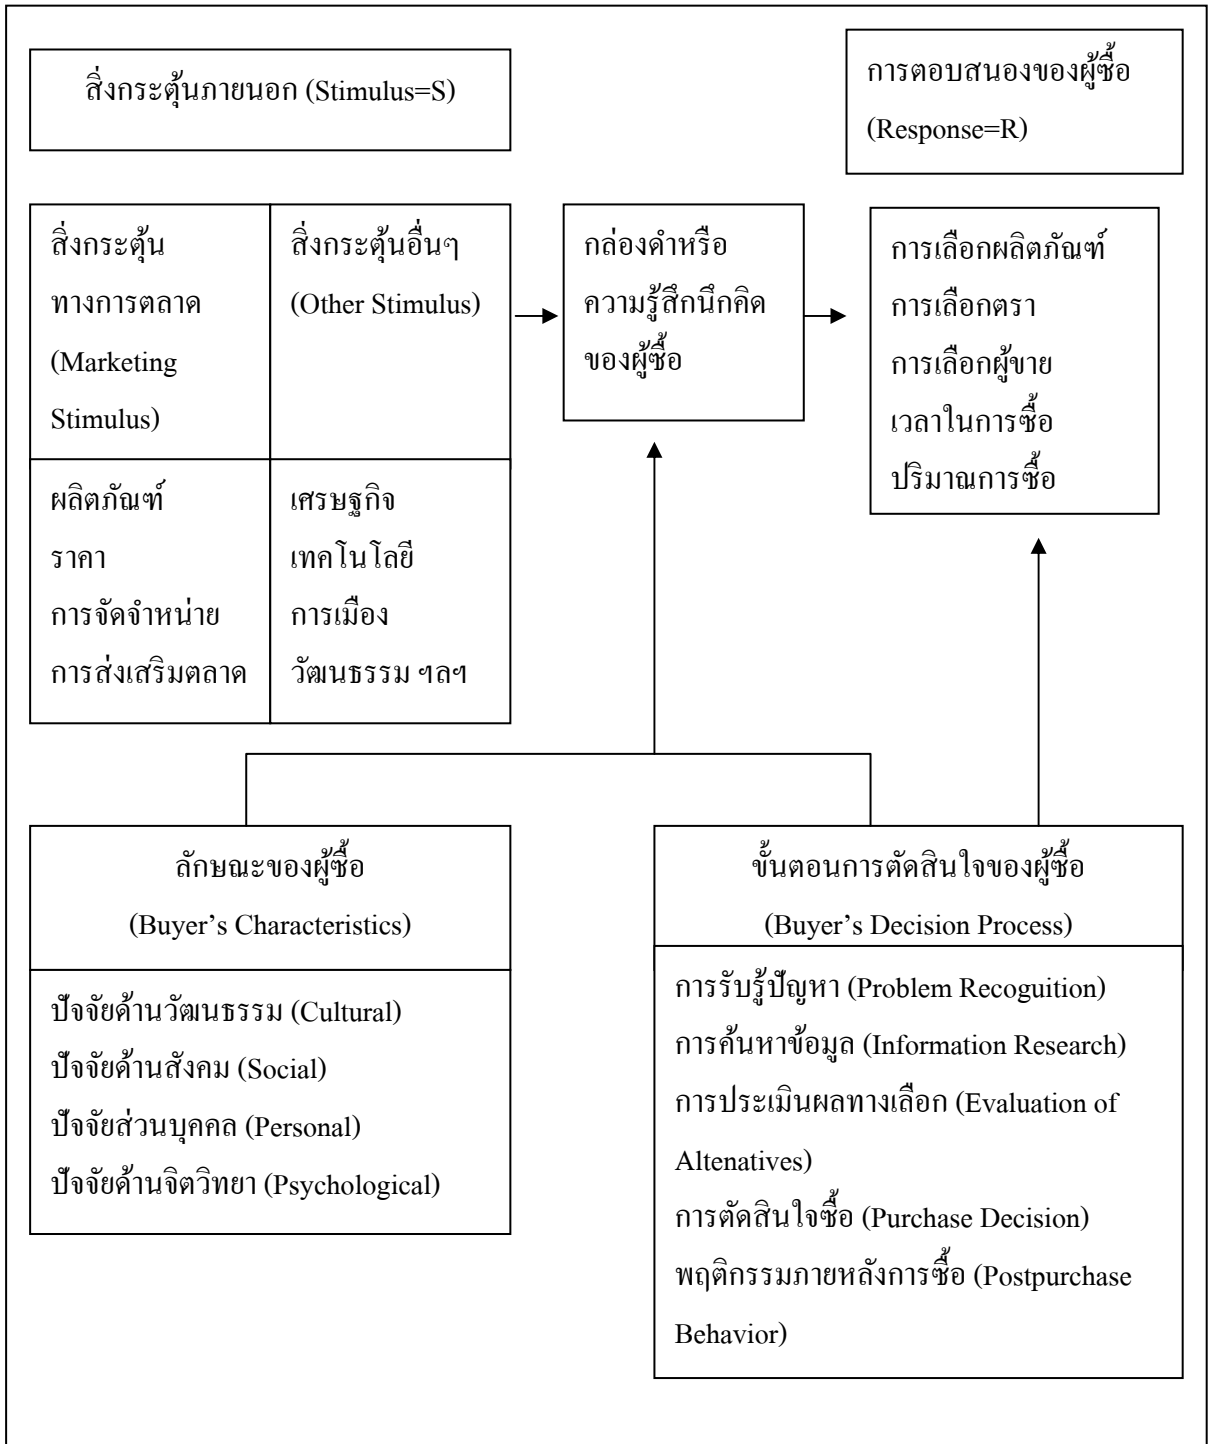 สิ่งกระตุ้นภายนอก (Stimulus=S)
การตอบสนองของผู้ซื้อ
(Response=R)
สิ่งกระตุ้น
ทางการตลาด
(Marketing
Stimulus)
สิ่งกระตุ้นอื่นๆ
(Other Stimulus)
กล่องดำหรือ
ความรู้สึกนึกคิด
ของผู้ซื้อ
การเลือกผลิตภัณฑ์
การเลือกตรา
การเลือกผู้ขาย
เวลาในการซื้อ
ปริมาณการซื้อ
ผลิตภัณฑ์
ราคา
การจัดจำหน่าย
การส่งเสริมตลาด
เศรษฐกิจ
เทคโนโลยี
การเมือง
วัฒนธรรม ฯลฯ
ลักษณะของผู้ซื้อ
(Buyer’s Characteristics)
ปัจจัยด้านวัฒนธรรม (Cultural)
ปัจจัยด้านสังคม (Social)
ปัจจัยส่วนบุคคล (Personal)
ปัจจัยด้านจิตวิทยา (Psychological)
ขั้นตอนการตัดสินใจของผู้ซื้อ
(Buyer’s Decision Process)
การรับรู้ปัญหา (Problem Recoguition)
การค้นหาข้อมูล (Information Research)
การประเมินผลทางเลือก (Evaluation of
Altenatives)
การตัดสินใจซื้อ (Purchase Decision)
พฤติกรรมภายหลังการซื้อ (Postpurchase
Behavior)